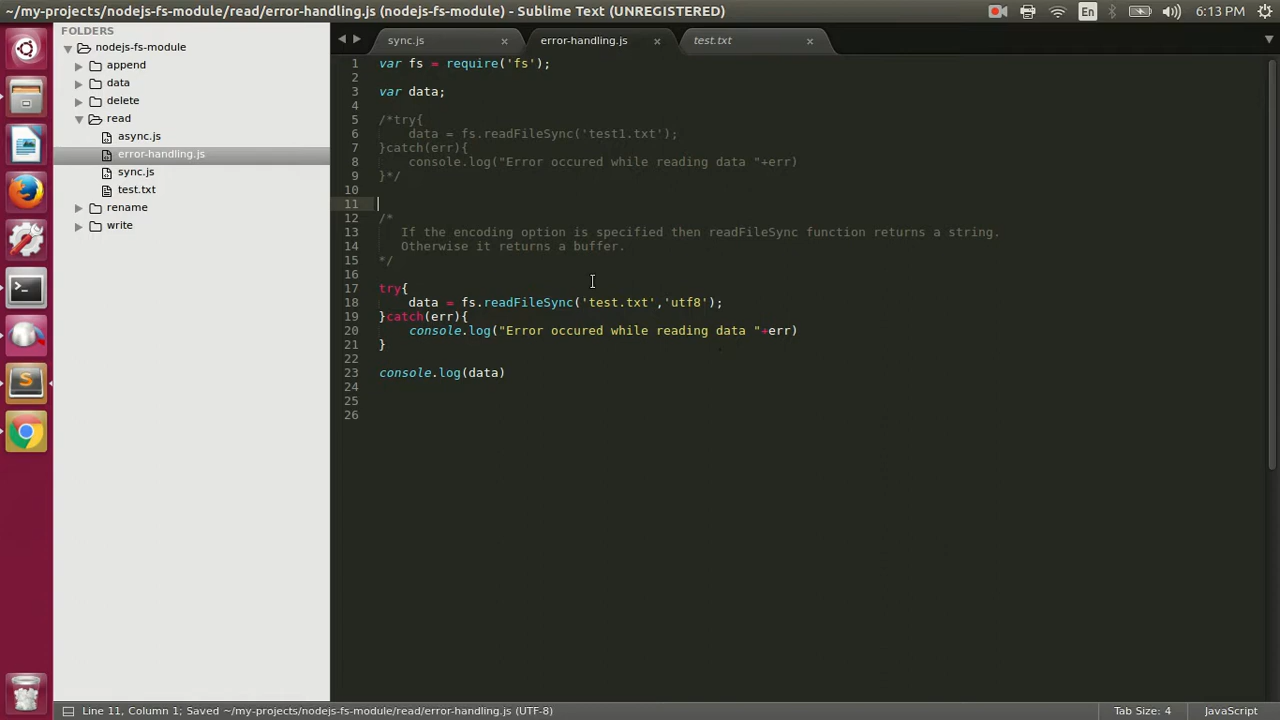 ~/my-projects/nodejs-fs-module/read/error-handling.js (nodejs-fs-module) - Sublime Text (UNREGISTERED)
En
6:13 PM
FOLDERS
nodejs-fs-module
append
data
delete
read
async.js
error-handling.js
sync.js
test.txt
rename
write
sync.js × error-handling.js × test.txt ×
1 var fs = require('fs');
2
3 var data;
4
5 /*try{
6 data = fs.readFileSync('test1.txt');
7 }catch(err){
8 console.log("Error occured while reading data "+err)
9 }*/
10
11
12 /*
13 If the encoding option is specified then readFileSync function returns a string.
14 Otherwise it returns a buffer.
15 */
16
17 try{
18 data = fs.readFileSync('test.txt','utf8');
19 }catch(err){
20 console.log("Error occured while reading data "+err)
21 }
22
23 console.log(data)
24
25
26
Line 11, Column 1; Saved ~/my-projects/nodejs-fs-module/read/error-handling.js (UTF-8)
Tab Size: 4
JavaScript